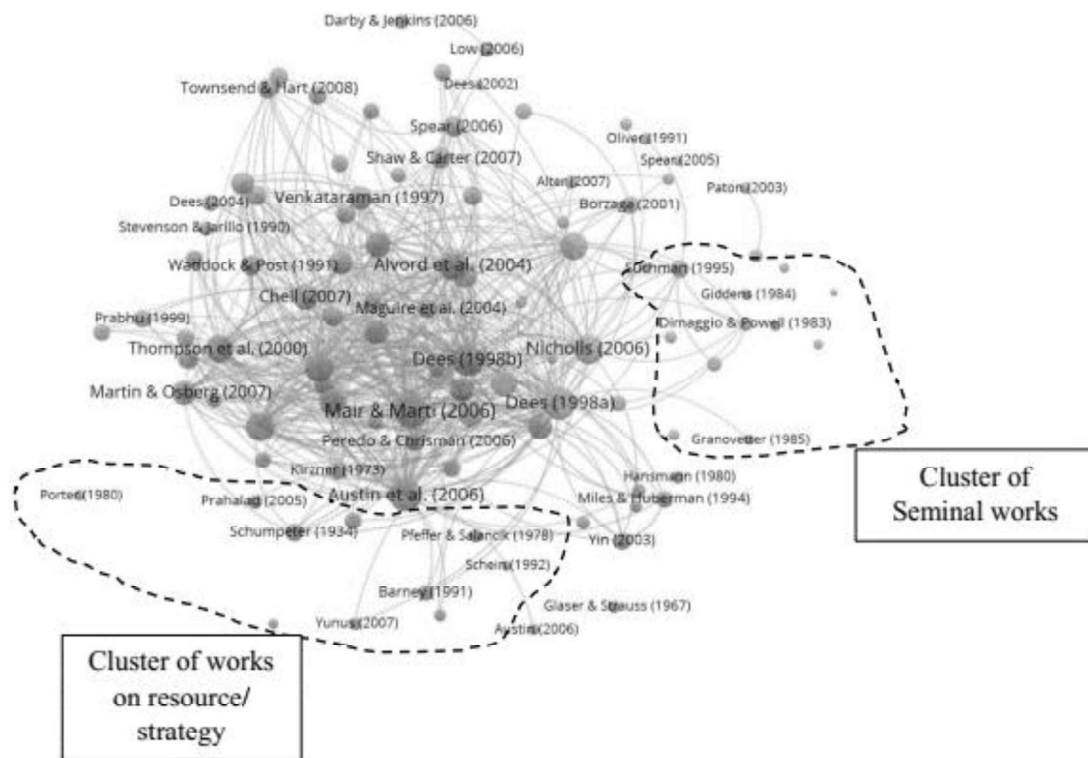 Darby & Jenkins (2006)
Low (2006)
Townsend & Hart (2008)
Dees (2002)
Spear (2006)
Oliver (1991)
Shaw & Carter (2007)
Spear (2005)
Alter (2007)
Paton (2003)
Dees (2004)
Venkataraman (1997)
Borzaga (2001)
Stevenson & Jarillo (1990)
Waddock & Post (1991)
Alvord et al. (2004)
Suchman (1995)
Chell (2007)
Giddens (1984)
Maguire et al. (2004)
Prabhu (1999)
Dimaggio & Powell (1983)
Thompson et al. (2000)
Nicholls (2006)
Dees (1998b)
Martin & Osberg (2007)
Dees (1998a)
Mair & Marti (2006)
Peredo & Chrisman (2006)
Granovetter (1985)
Kirzner (1973)
Hansmann (1980)
Porter (1980)
Prahalad (2005)
Austin et al. (2006)
Miles & Huberman (1994)
Schumpeter (1934)
Pfeffer & Salancik (1978)
Yin (2003)
Schein (1992)
Barney (1991)
Glaser & Strauss (1967)
Yunus (2007)
Austin (2006)
Cluster of
Seminal works
Cluster of works
on resource/
strategy